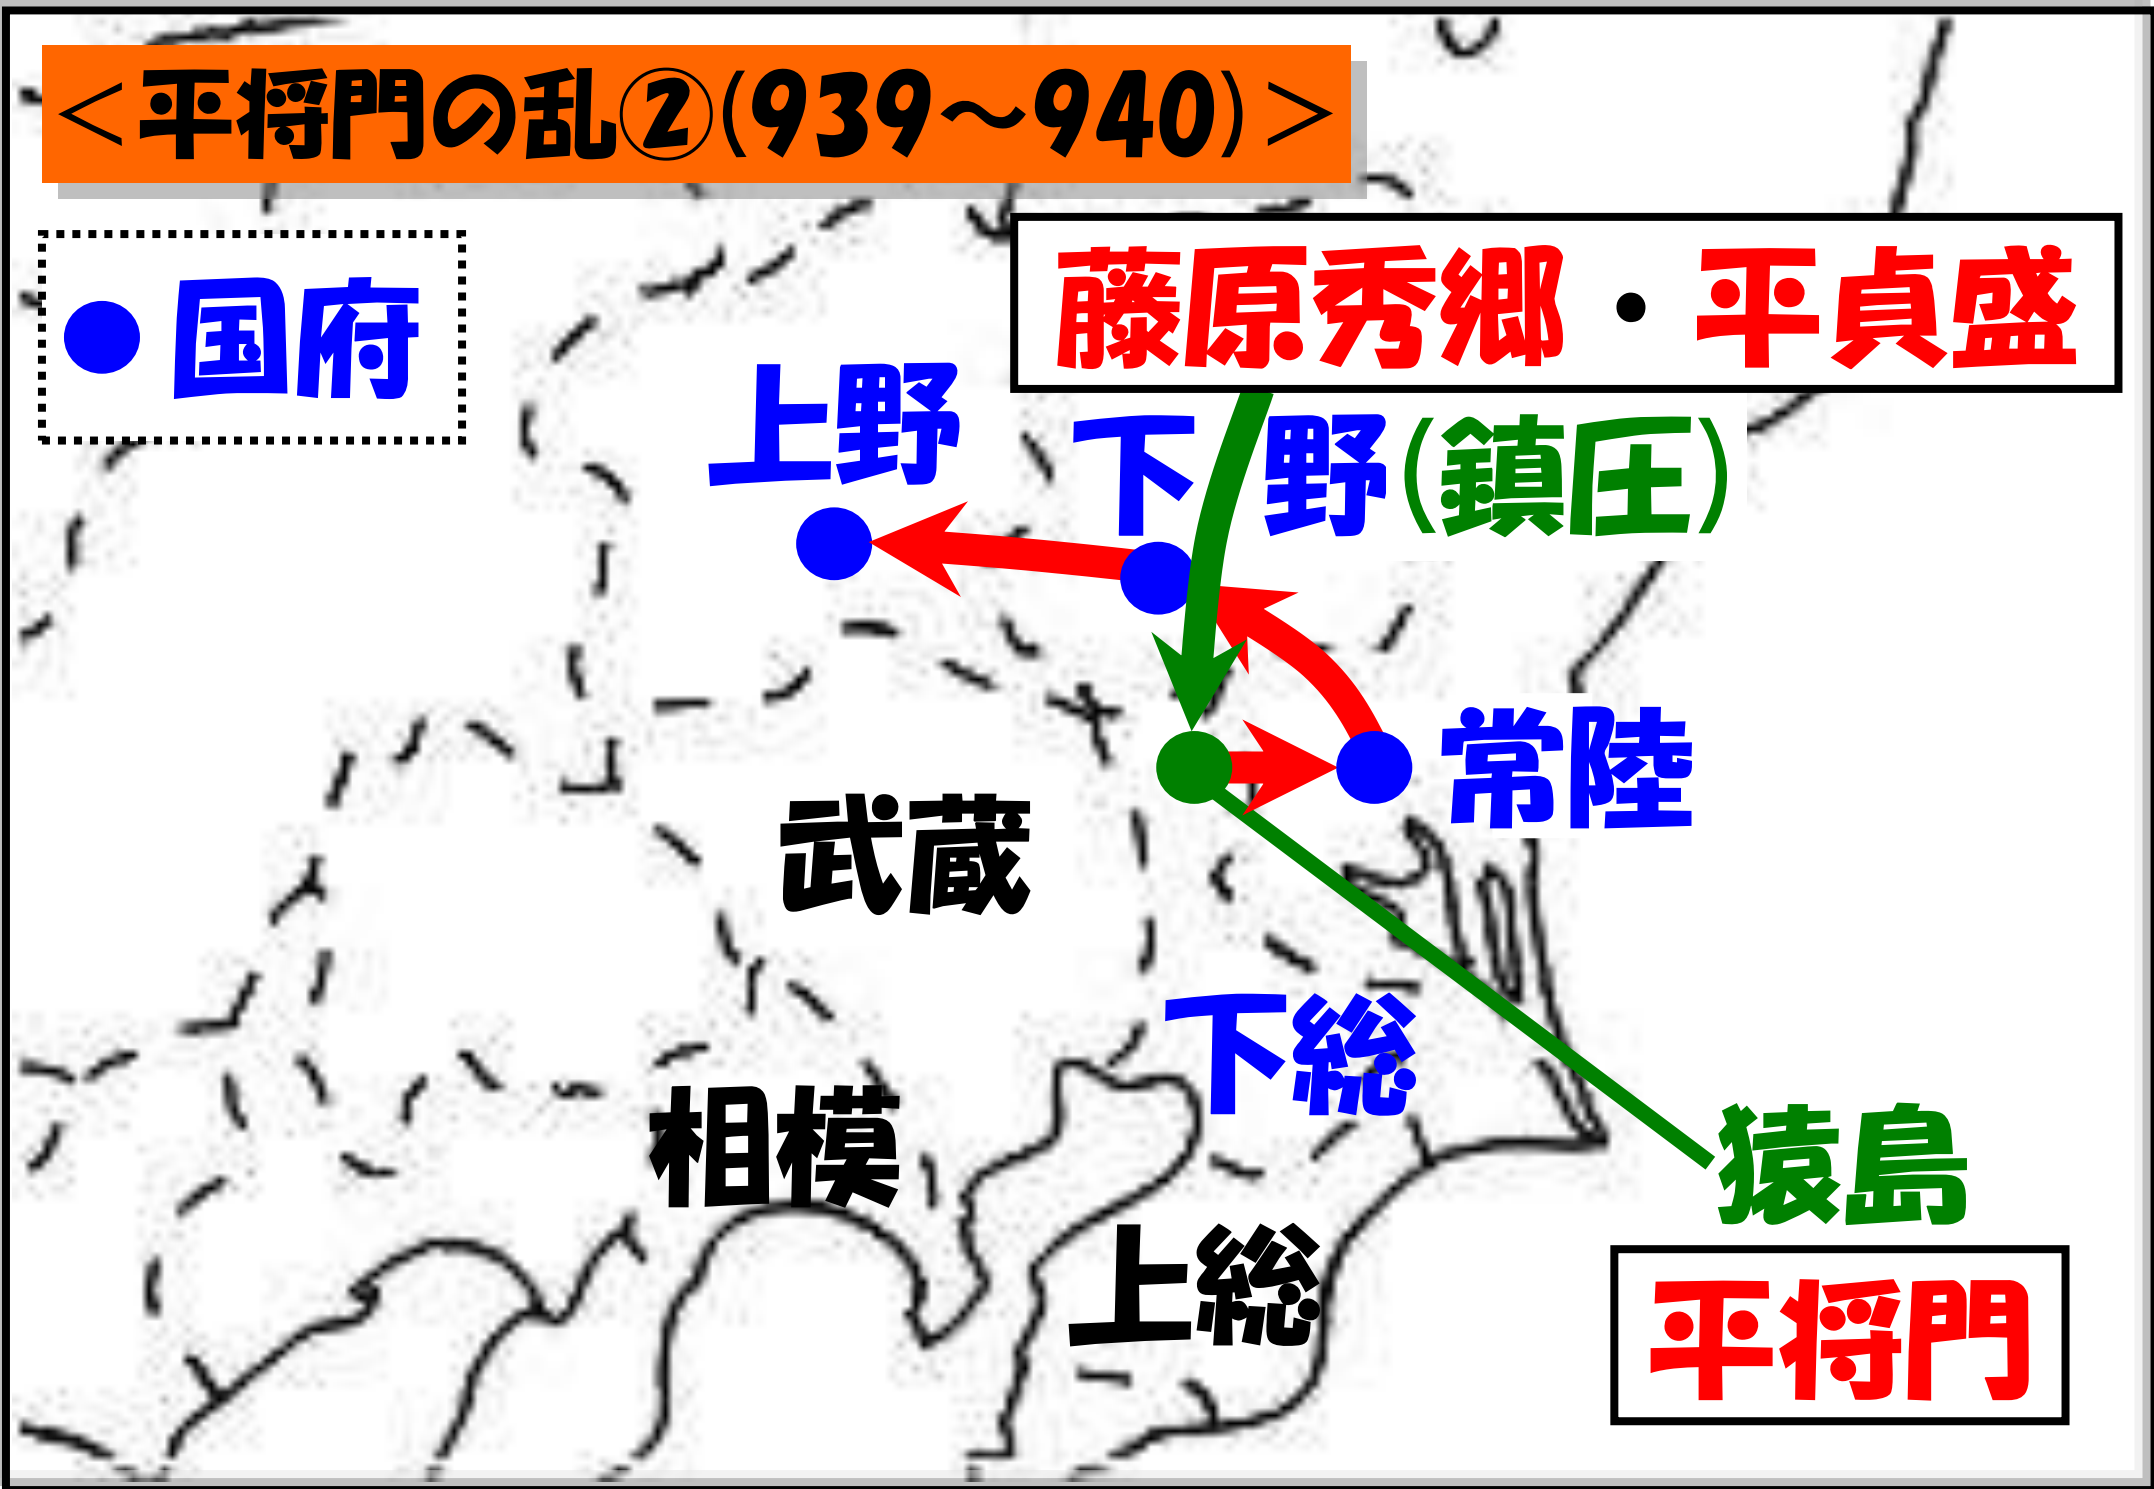 ＜平将門の乱②(939～940)＞
●国府
藤原秀郷・平貞盛
上野
下野(鎮圧)
常陸
武蔵
下総
相模
猿島
上総
平将門